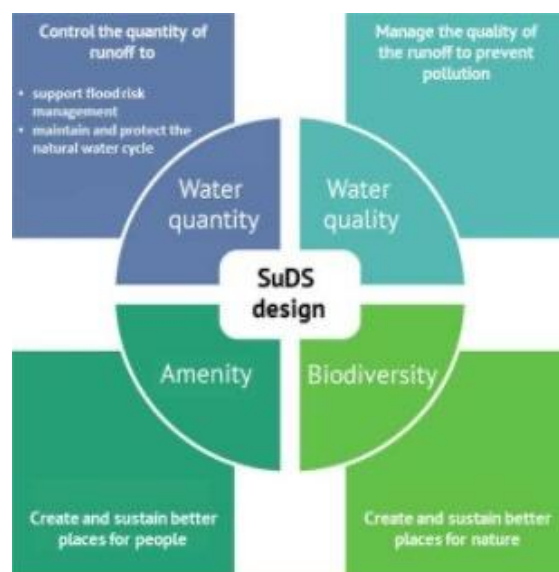 Control the quantity of
runoff to
• support flood risk
management
• maintain and protect the
natural water cycle
Manage the quality of
the runoff to prevent
pollution
Water
quantity
Water
quality
SuDS
design
Amenity
Biodiversity
Create and sustain better
places for people
Create and sustain better
places for nature